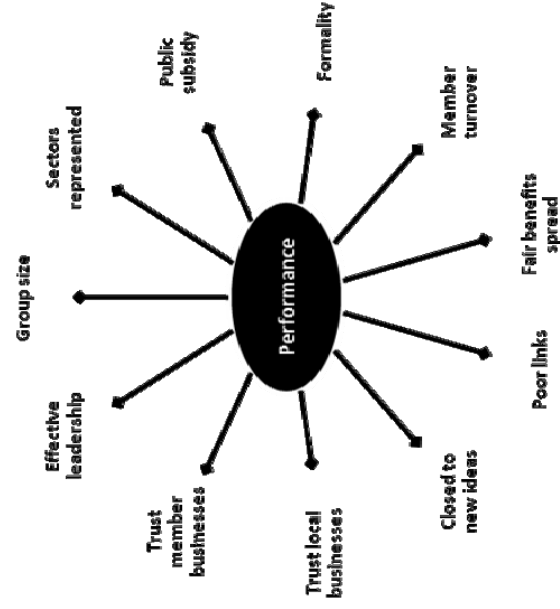 Performance
Group size
Sectors
represented
Public
subsidy
Formality
Member
turnover
Fair benefits
spread
Poor links
Closed to
new ideas
Trust local
businesses
Trust
member
businesses
Effective
leadership